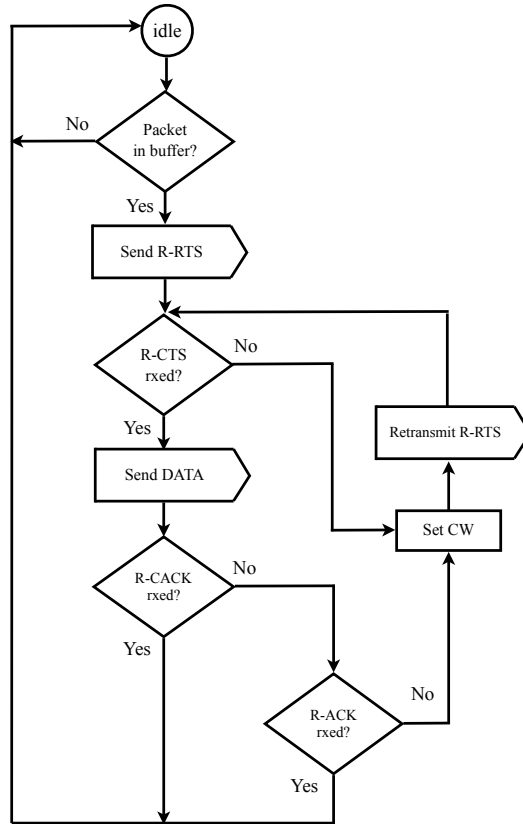 idle
Packet
in buffer?
No
Yes
Send R-RTS
R-CTS
rxed?
No
Yes
Retransmit R-RTS
Send DATA
Set CW
R-CACK
rxed?
No
Yes
R-ACK
rxed?
No
Yes